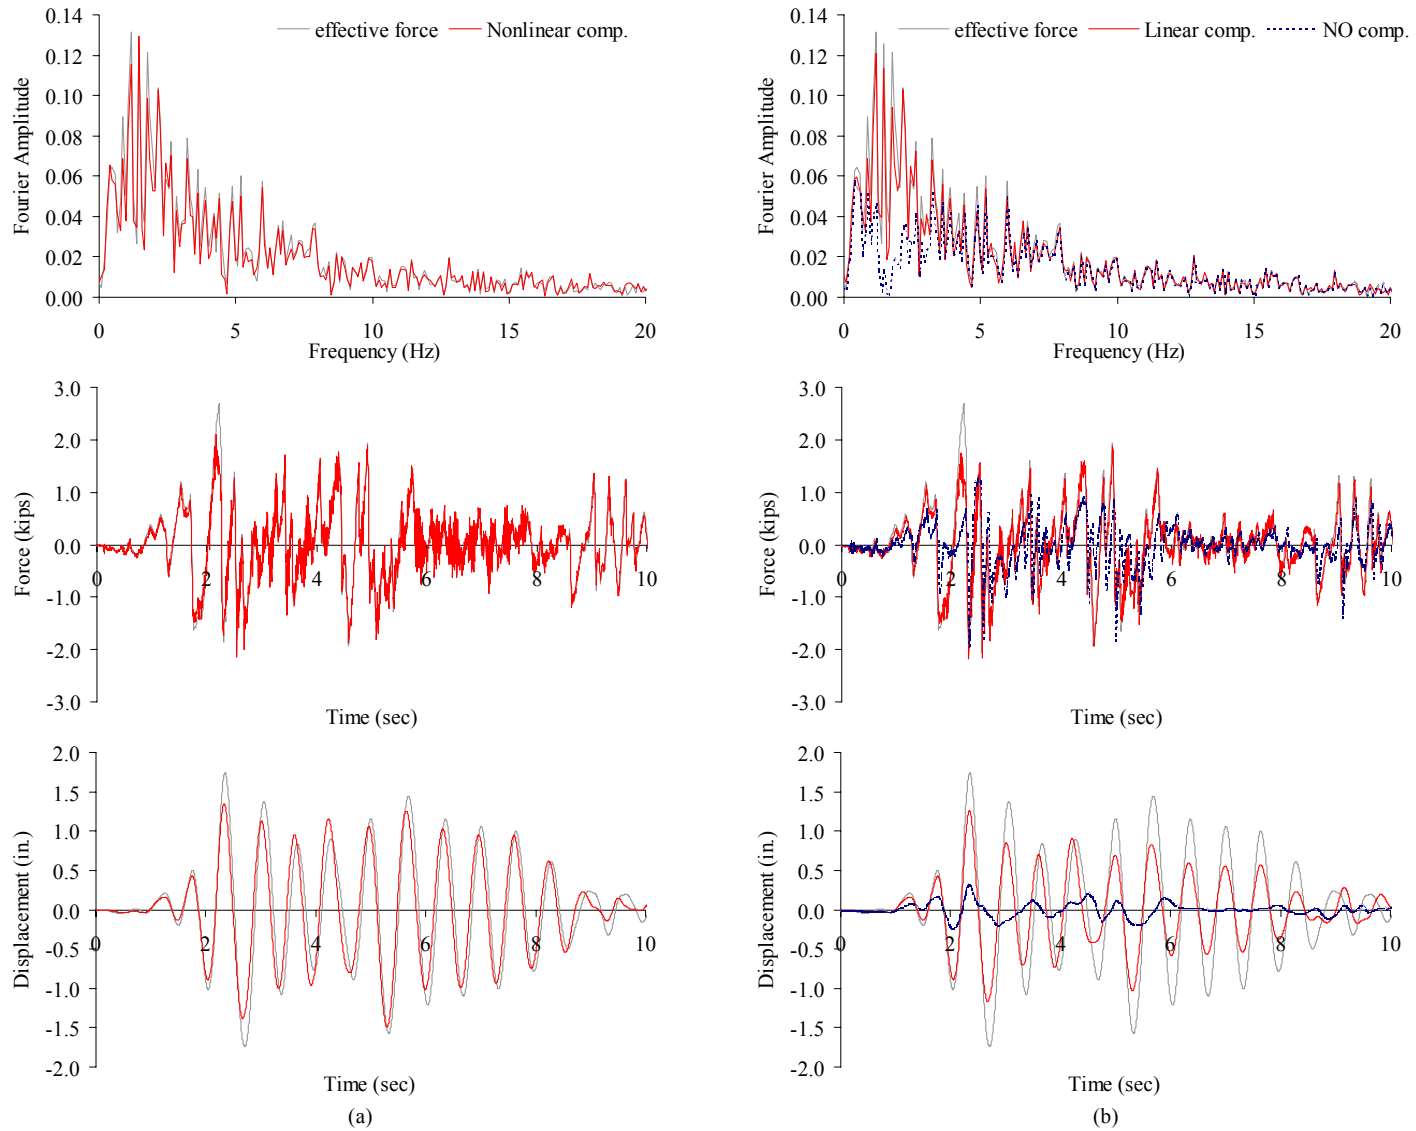 effective force Nonlinear comp.
0.14
0.12
0.10
0.08
0.06
0.04
0.02
0.00
Fourier Amplitude
0 5 10 15 20
Frequency (Hz)
effective force Linear comp. NO comp.
0.14
0.12
0.10
0.08
0.06
0.04
0.02
0.00
Fourier Amplitude
0 5 10 15 20
Frequency (Hz)
3.0
2.0
1.0
0.0
-1.0
-2.0
-3.0
Force (kips)
0 2 4 6 8 10
Time (sec)
3.0
2.0
1.0
0.0
-1.0
-2.0
-3.0
Force (kips)
0 2 4 6 8 10
Time (sec)
2.0
1.5
1.0
0.5
0.0
-0.5
-1.0
-1.5
-2.0
Displacement (in.)
0 2 4 6 8 10
Time (sec)
(a)
2.0
1.5
1.0
0.5
0.0
-0.5
-1.0
-1.5
-2.0
Displacement (in.)
0 2 4 6 8 10
Time (sec)
(b)